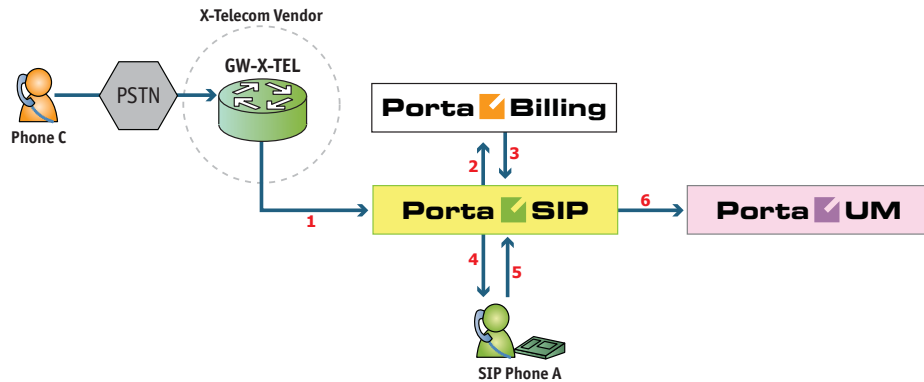 X-Telecom Vendor
GW-X-TEL
PSTN
Phone C
Porta Billing
2
3
1
Porta SIP
6
Porta UM
4
5
SIP Phone A